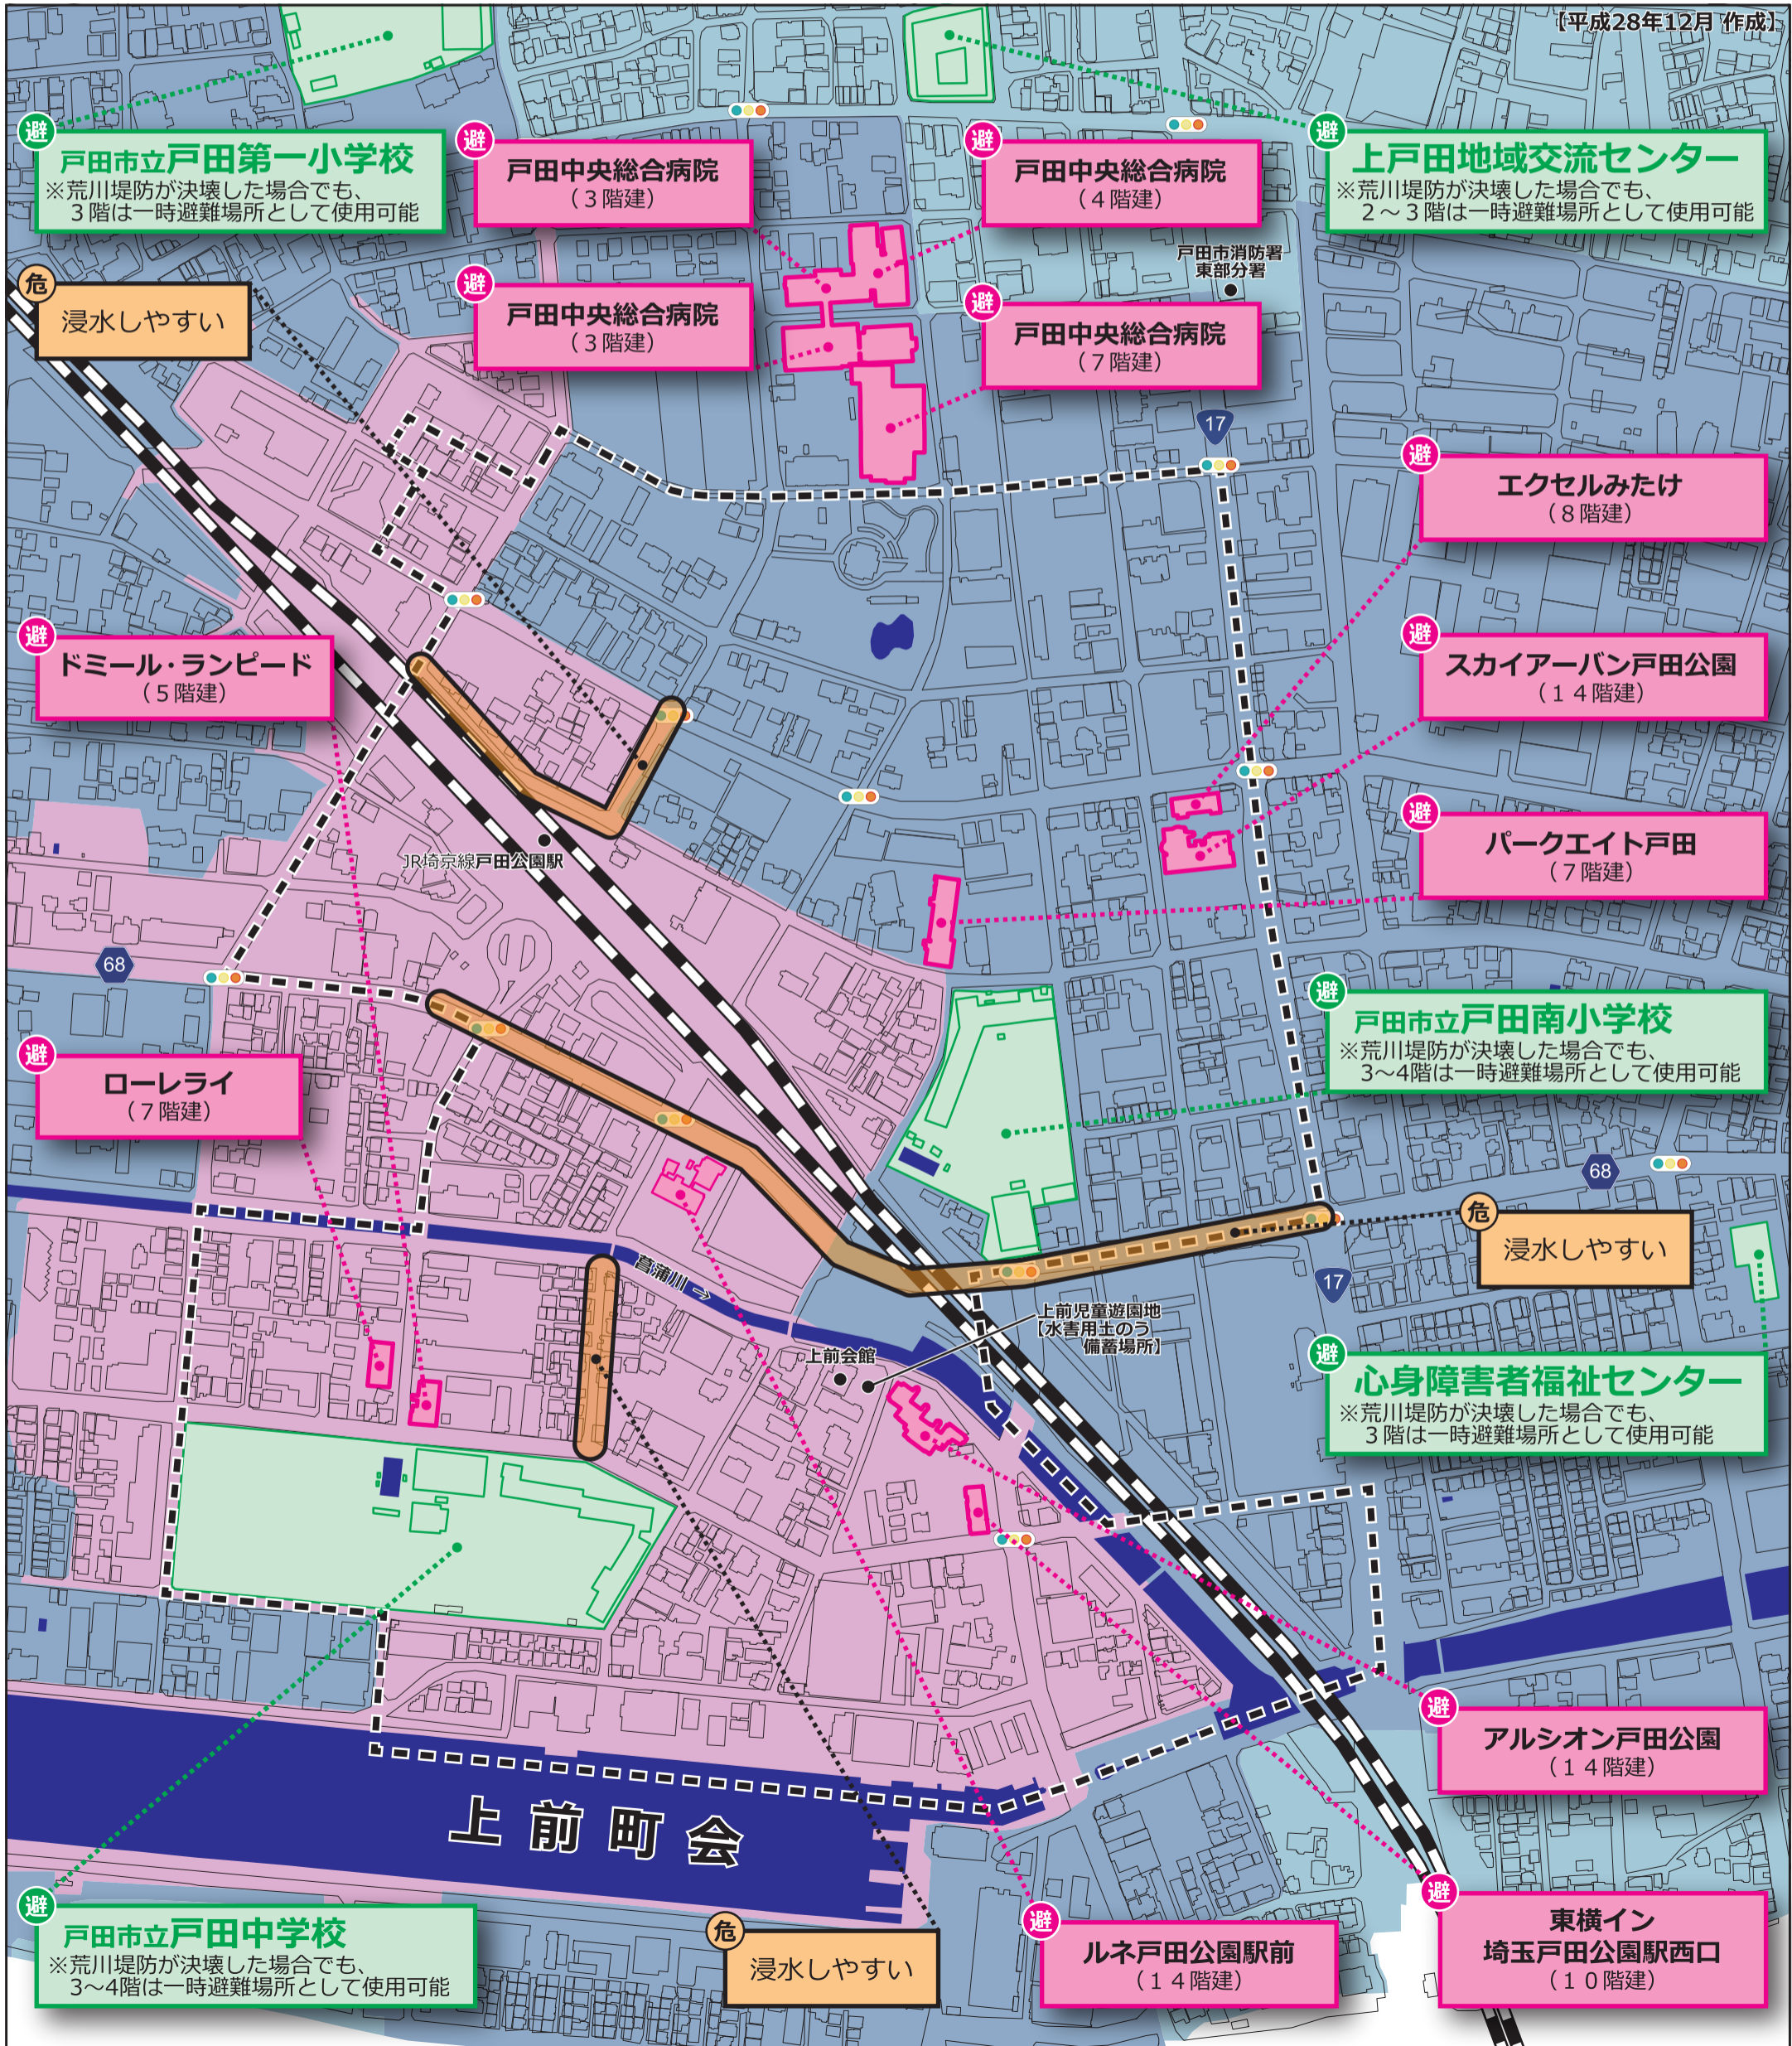 【平成28年12月 作成】
避
戸田市立戸田第一小学校
※荒川堤防が決壊した場合でも、
３階は一時避難場所として使用可能
避
戸田中央総合病院
（３階建）
避
戸田中央総合病院
（４階建）
避
上戸田地域交流センター
※荒川堤防が決壊した場合でも、
２～３階は一時避難場所として使用可能
戸田市消防署
東部分署
危
浸水しやすい
避
戸田中央総合病院
（３階建）
避
戸田中央総合病院
（７階建）
17
避
エクセルみたけ
（８階建）
避
ドミール・ランピード
（５階建）
避
スカイアーバン戸田公園
（１４階建）
避
パークエイト戸田
（７階建）
JR埼京線戸田公園駅
68
避
戸田市立戸田南小学校
※荒川堤防が決壊した場合でも、
3～4階は一時避難場所として使用可能
避
ローレライ
（７階建）
68
危
浸水しやすい
菖蒲川→
17
上前児童遊園地
【水害用土のう
備蓄場所】
上前会館
避
心身障害者福祉センター
※荒川堤防が決壊した場合でも、
３階は一時避難場所として使用可能
避
アルシオン戸田公園
（１４階建）
上前町会
避
戸田市立戸田中学校
※荒川堤防が決壊した場合でも、
3～4階は一時避難場所として使用可能
危
浸水しやすい
避
ルネ戸田公園駅前
（１４階建）
避
東横イン
埼玉戸田公園駅西口
（１０階建）